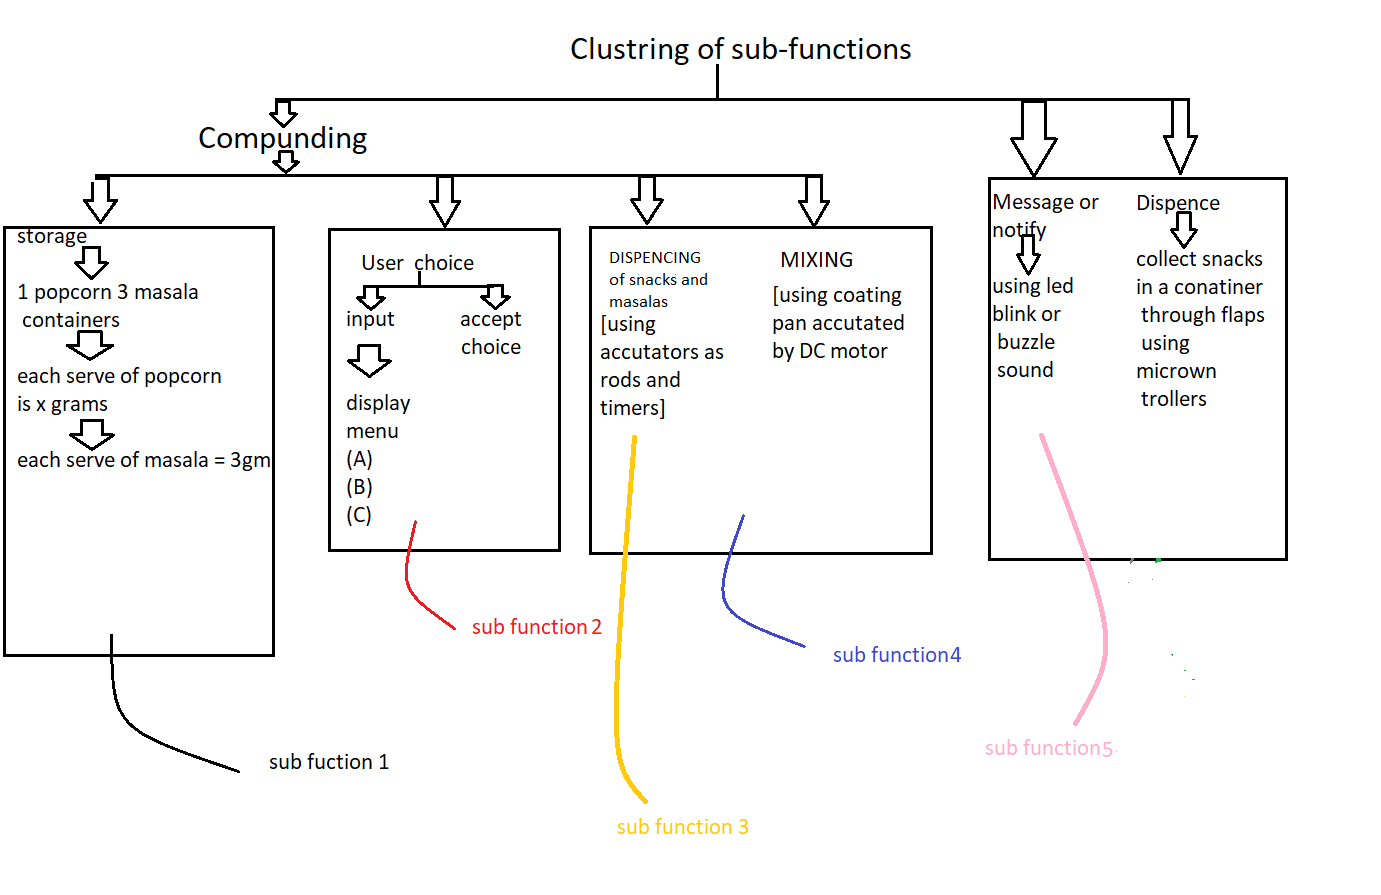 Clustring of sub-functions
Compunding
storage
1 popcorn 3 masala
containers
each serve of popcorn
is x grams
each serve of masala = 3gm
sub fuction 1
User choice
input
accept
choice
display
menu
(A)
(B)
(C)
sub function 2
DISPENCING
of snacks and
masalas
[using
accutators as
rods and
timers]
sub function 3
MIXING
[using coating
pan accutated
by DC motor
sub function4
Message or
notify
using led
blink or
buzzle
sound
Dispence
collect snacks
in a conatiner
through flaps
using
micrown
trollers
sub function5